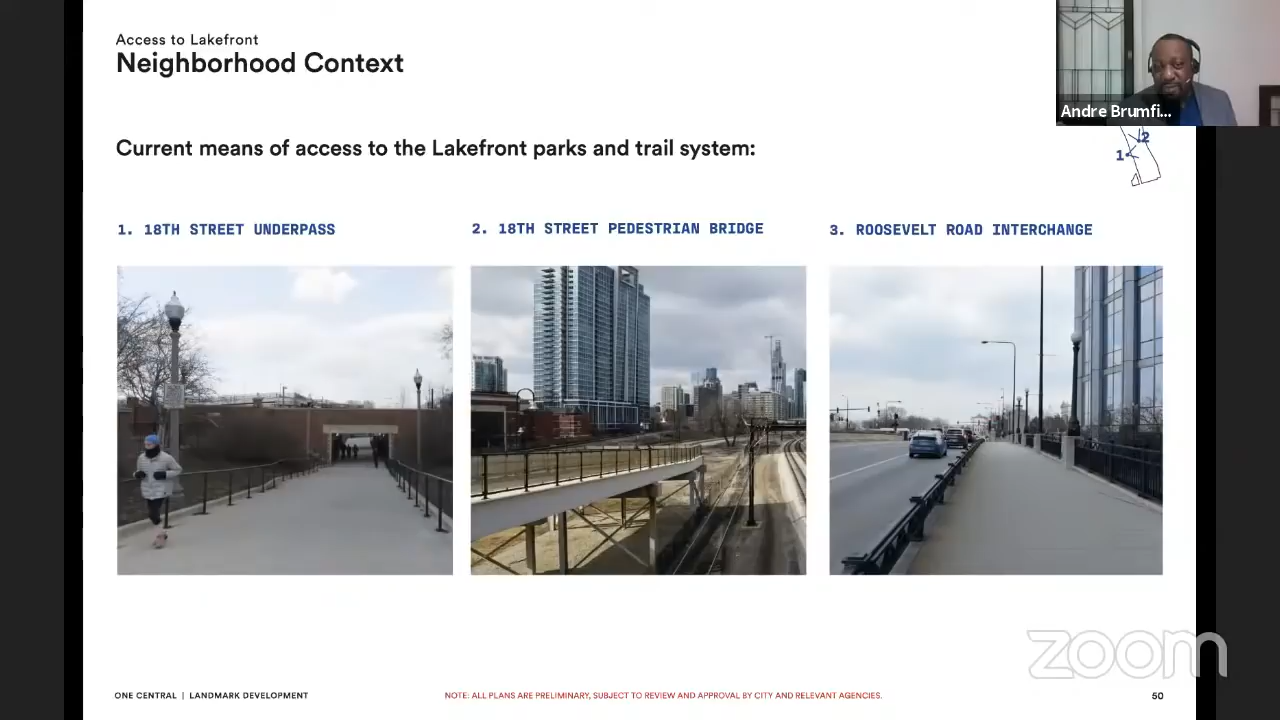 Access to Lakefront
Neighborhood Context
Andre Brumfi...
Current means of access to the Lakefront parks and trail system:
2
1
1. 18TH STREET UNDERPASS
2. 18TH STREET PEDESTRIAN BRIDGE
3. ROOSEVELT ROAD INTERCHANGE
zoom
ONE CENTRAL | LANDMARK DEVELOPMENT
NOTE: ALL PLANS ARE PRELIMINARY, SUBJECT TO REVIEW AND APPROVAL BY CITY AND RELEVANT AGENCIES.
50